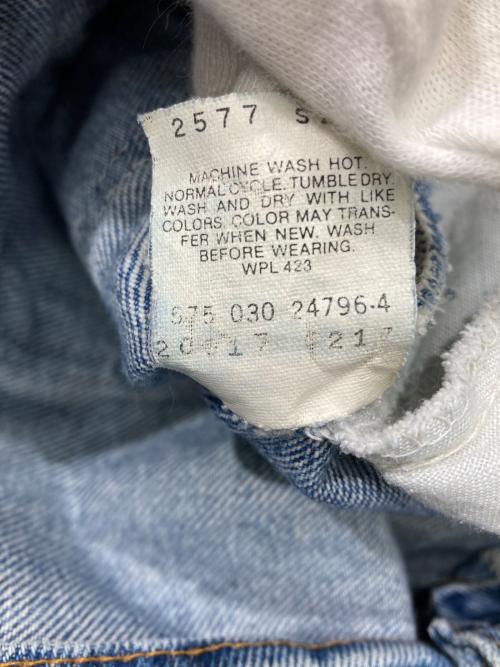 2577
MACHINE WASH HOT.
NORMAL CYCLE. TUMBLE DRY.
WASH AND DRY WITH LIKE
COLORS. COLOR MAY TRANS-
FER WHEN NEW. WASH
BEFORE WEARING.
WPL 423
675 030 24796-4